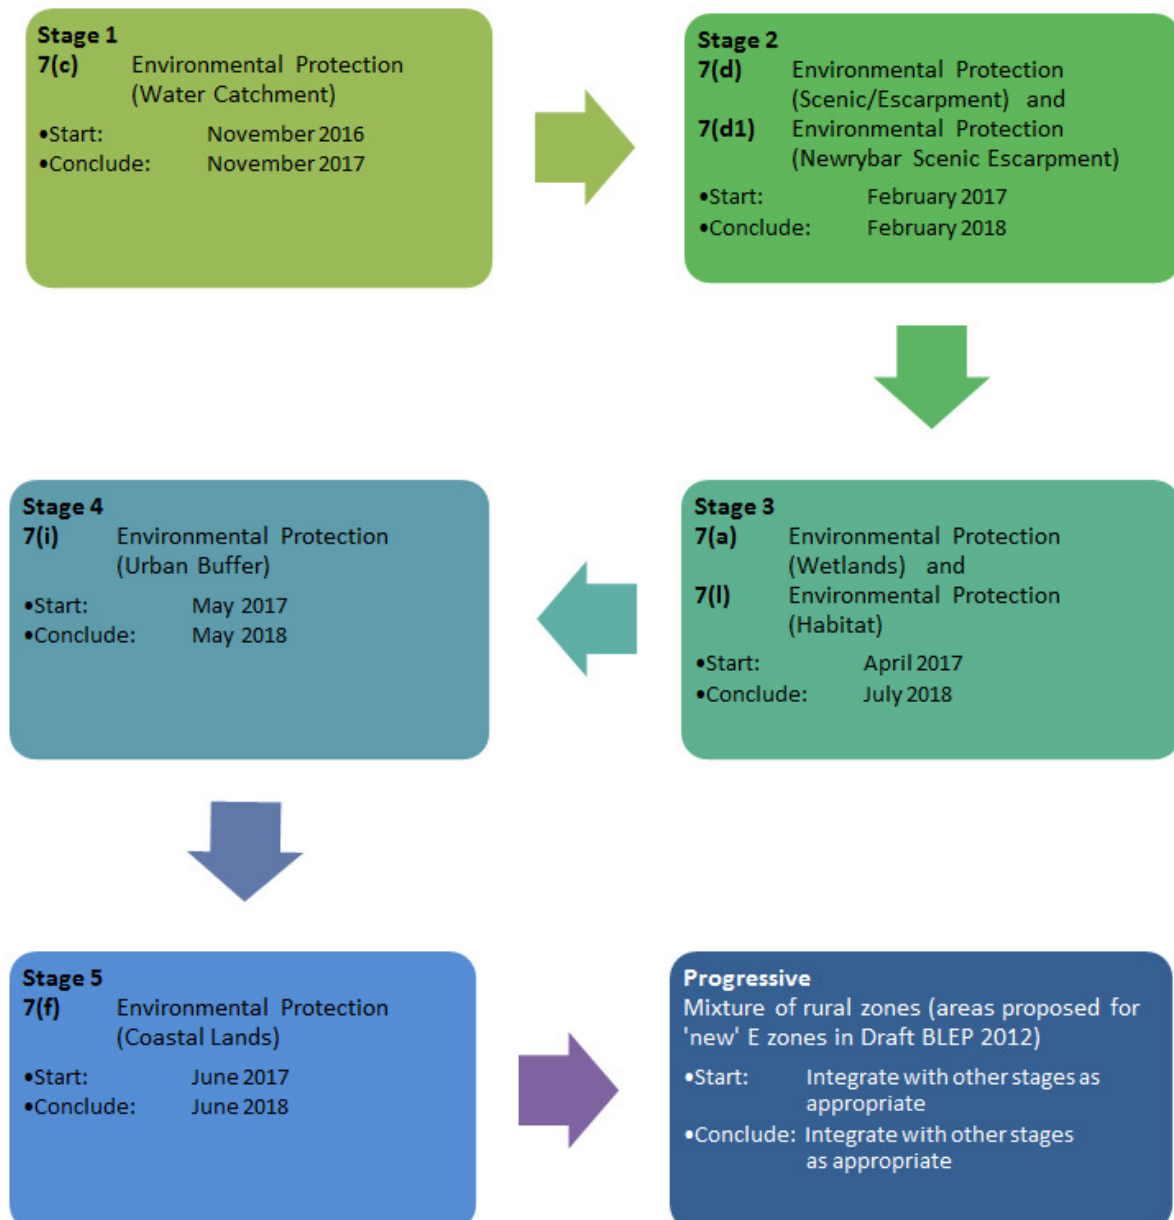 Stage 1
7(c) Environmental Protection
(Water Catchment)
•Start: November 2016
•Conclude: November 2017
Stage 2
7(d) Environmental Protection
(Scenic/Escarpment) and
7(d1) Environmental Protection
(Newrybar Scenic Escarpment)
•Start: February 2017
•Conclude: February 2018
Stage 3
7(a) Environmental Protection
(Wetlands) and
7(l) Environmental Protection
(Habitat)
•Start: April 2017
•Conclude: July 2018
Stage 4
7(i) Environmental Protection
(Urban Buffer)
•Start: May 2017
•Conclude: May 2018
Stage 5
7(f) Environmental Protection
(Coastal Lands)
•Start: June 2017
•Conclude: June 2018
Progressive
Mixture of rural zones (areas proposed for
'new' E zones in Draft BLEP 2012)
•Start: Integrate with other stages as
appropriate
•Conclude: Integrate with other stages
as appropriate